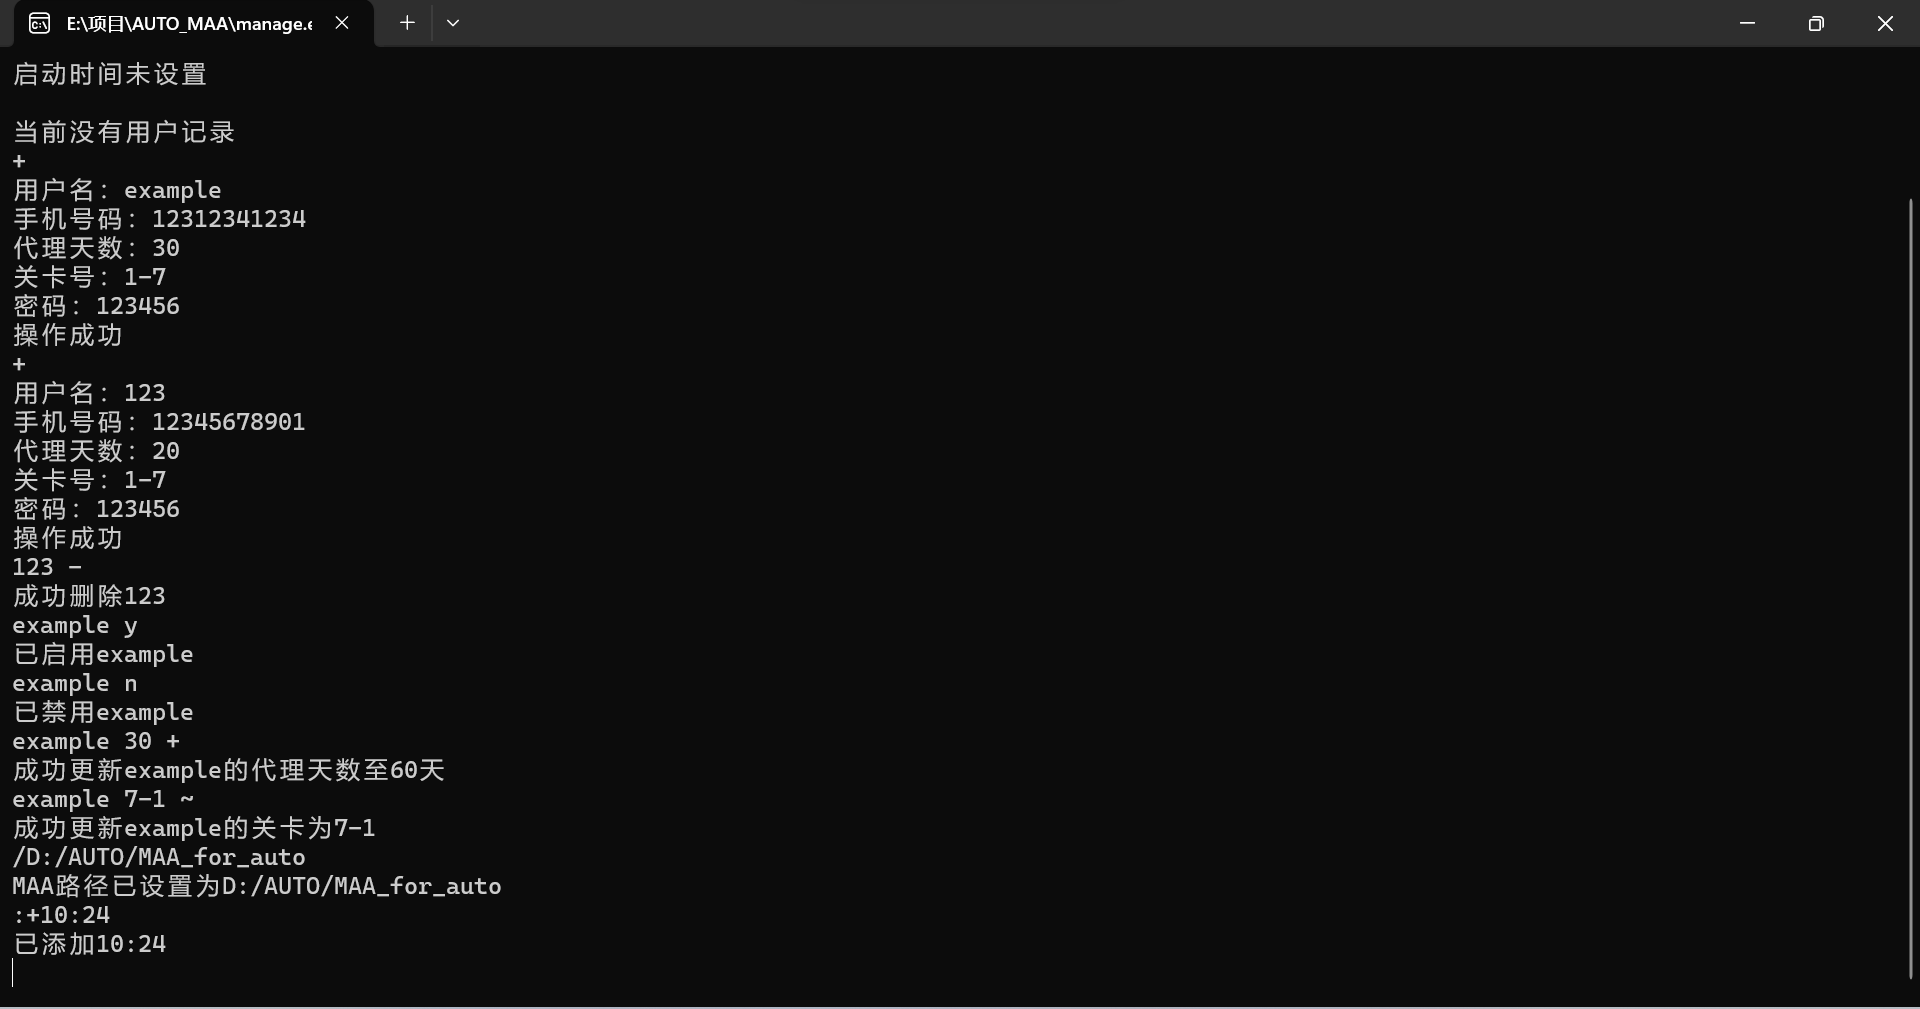 E:\项目\AUTO_MAA\manage.e
启动时间未设置
当前没有用户记录
+
用户名：example
手机号码：12312341234
代理天数：30
关卡号：1-7
密码：123456
操作成功
+
用户名：123
手机号码：12345678901
代理天数：20
关卡号：1-7
密码：123456
操作成功
123 -
成功删除123
example y
已启用example
example n
已禁用example
example 30 +
成功更新example的代理天数至60天
example 7-1 ~
成功更新example的关卡为7-1
/D:/AUTO/MAA_for_auto
MAA路径已设置为D:/AUTO/MAA_for_auto
:+10:24
已添加10:24